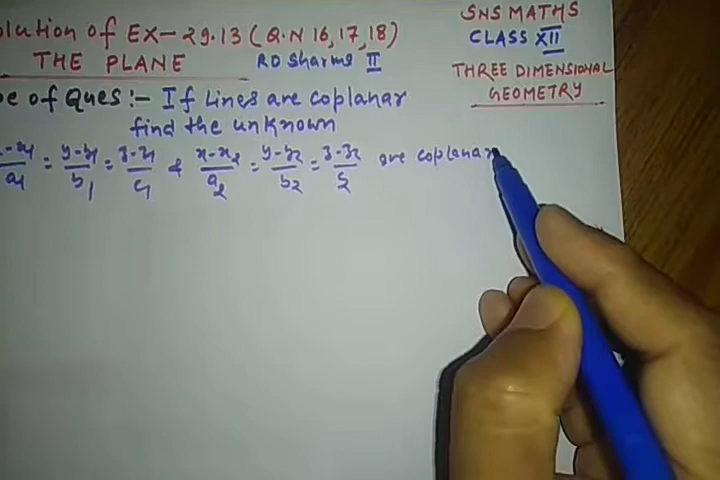 olution of EX-29.13 (Q.N 16,17,18)
THE PLANE
RD Sharma II
SNS MATHS
CLASS XII
THREE DIMENSIONAL
GEOMETRY
pe of Ques:- If Lines are coplanar
find the unknown
x-x1/a1 = y-y1/b1 = z-z1/c1 & x-x2/a2 = y-y2/b2 = z-z2/c2 are coplanar